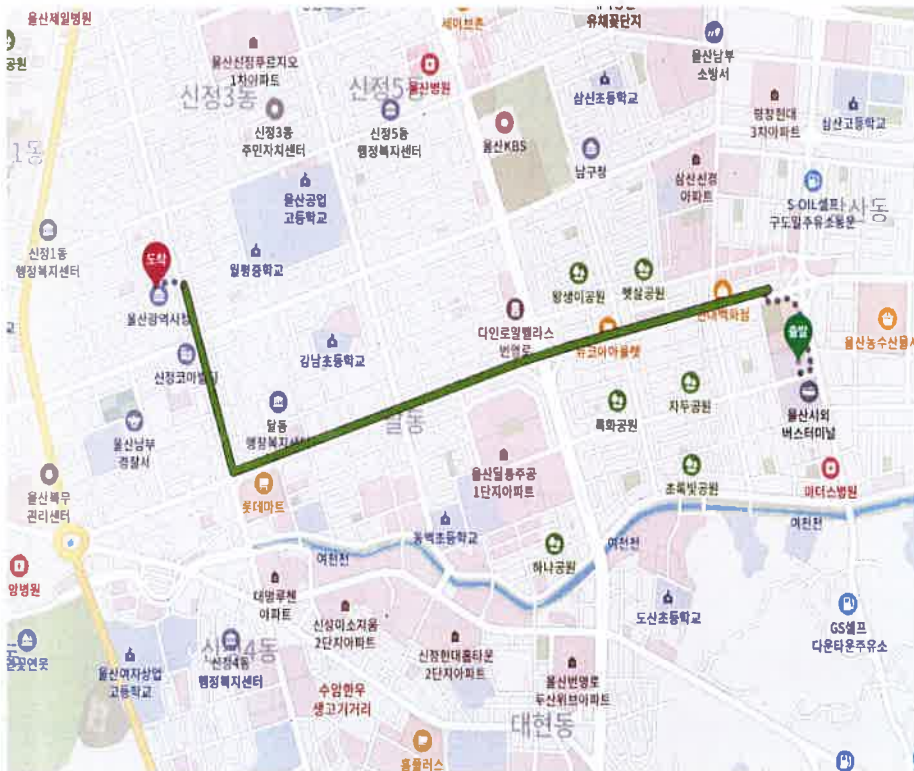 울산제일병원
세이브존
유채꽃단지
공원
울산신정푸르지오
1차아파트
신정3동
신정5동
울산병원
울산남부
소방서
삼신초등학교
평창현대
3차아파트
삼산고등학교
신정3동
주민자치센터
신정5동
행정복지센터
울산KBS
남구청
1동
울산공업
고등학교
삼산선경
아파트
S-OIL셀프
구도일주유소동운
산동
신정1동
행정복지센터
월평중학교
도착
울산광역시청
왕생이공원
햇살공원
현대백화점
다인로얄팰라스
번영로
뉴코아아울렛
출발
울산농수산물시
신정코아빌딩
강남초등학교
달동
행정복지센터
달동
울산남부
경찰서
특화공원
자두공원
울산시외
버스터미널
롯데마트
울산달동주공
1단지아파트
초록빛공원
마더스병원
울산복무
관리센터
여천천
동백초등학교
여천천
여천천
하나공원
양병원
대명루첸
아파트
신성미소지움
2단지아파트
도산초등학교
GS셀프
다운타운주유소
연꽃연못
울산여자상업
고등학교
신정4동
신정4동
행정복지센터
신정현대홈타운
2단지아파트
울산번영로
두산위브아파트
수암한우
생고기거리
대현동
홈플러스